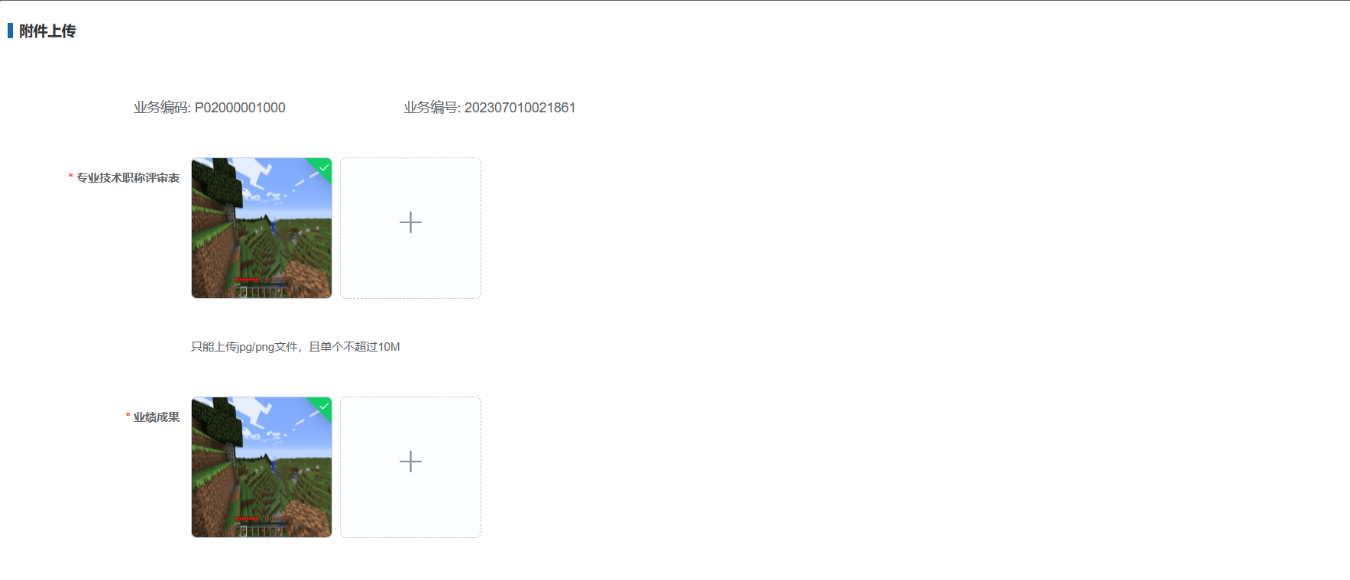 附件上传
业务编码: P02000001000 业务编号: 202307010021861
* 专业技术职称评审表
只能上传jpg/png文件，且单个不超过10M
* 业绩成果